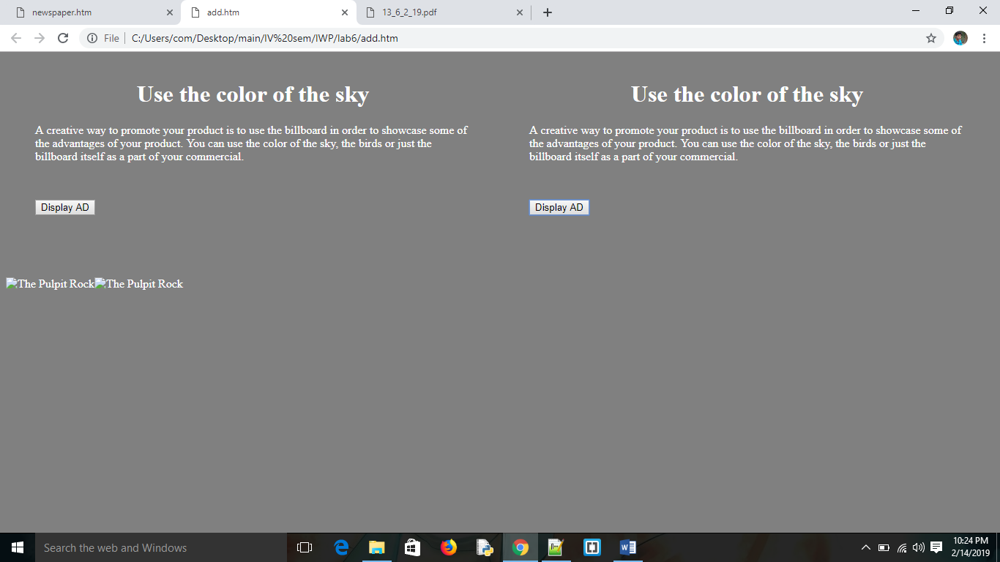 newspaper.htm
add.htm
13_6_2_19.pdf
File
C:/Users/com/Desktop/main/IV%20sem/IWP/lab6/add.htm
Use the color of the sky
A creative way to promote your product is to use the billboard in order to showcase some of
the advantages of your product. You can use the color of the sky, the birds or just the
billboard itself as a part of your commercial.
Display AD
Use the color of the sky
A creative way to promote your product is to use the billboard in order to showcase some of
the advantages of your product. You can use the color of the sky, the birds or just the
billboard itself as a part of your commercial.
Display AD
The Pulpit Rock The Pulpit Rock
Search the web and Windows
10:24 PM
2/14/2019